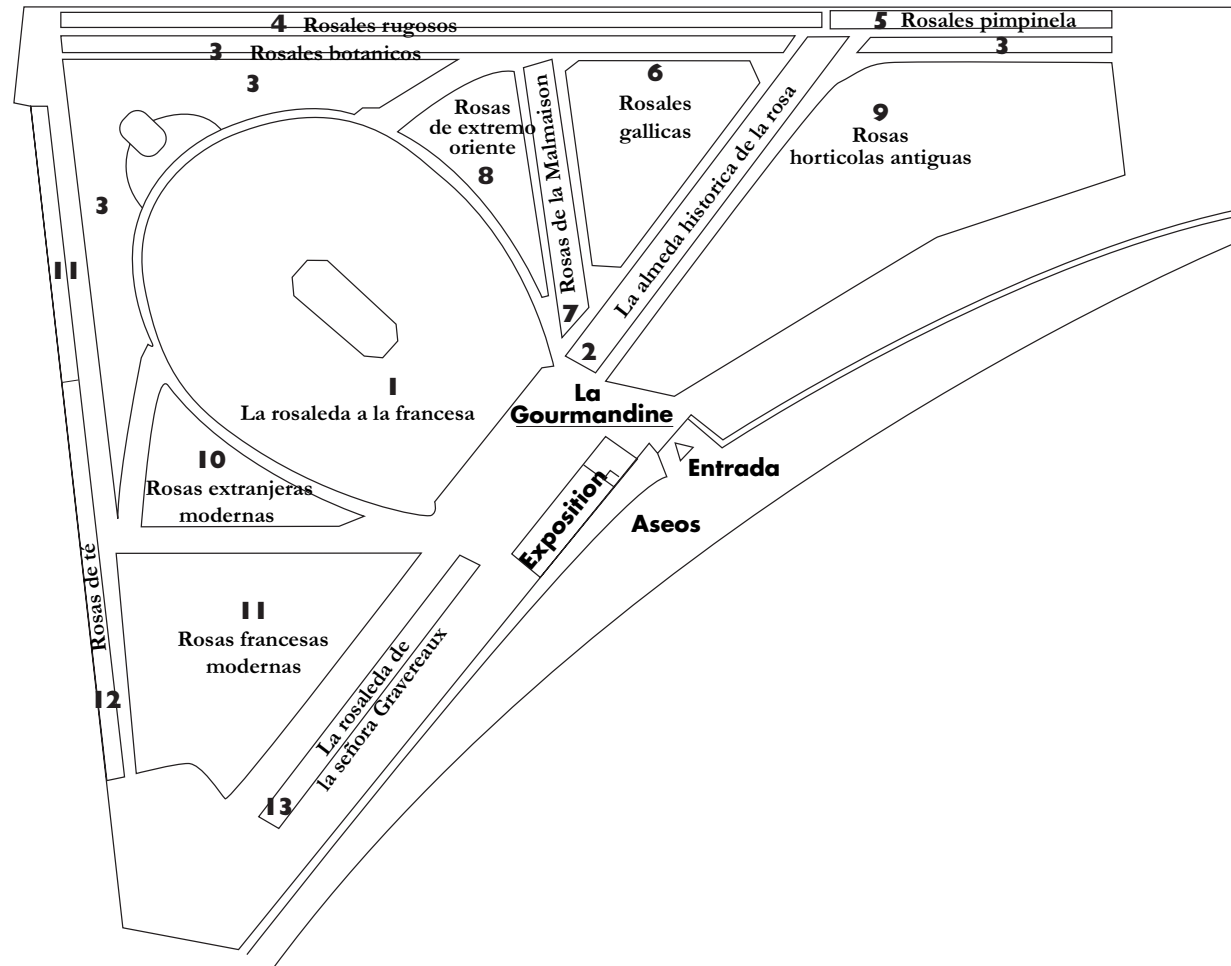 4 Rosales rugosos
5 Rosales pimpinela
3 Rosales botanicos
3
3
6
Rosales
gallicas
Rosas
de extremo
oriente
8
Rosas de la Malmaison
7
La almeda historica de la rosa
2
9
Rosas
horticolas antiguas
3
11
1
La rosaleda a la francesa
La
Gourmandine
10
Rosas extranjeras
modernas
Exposition
Entrada
Aseos
Rosas de té
12
11
Rosas francesas
modernas
La rosaleda de
la señora Gravereaux
13